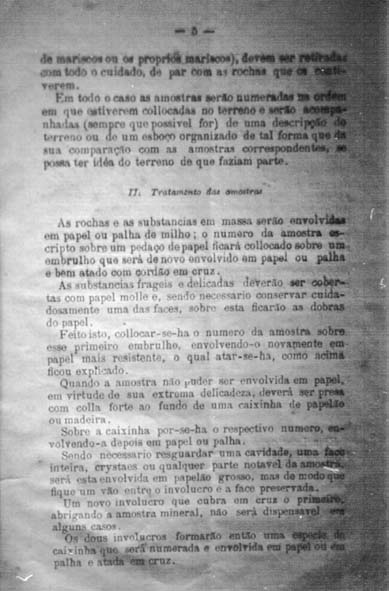 — 5 —
de mariscos ou os proprios mariscos), devem ser retiradas
com todo o cuidado, de par com as rochas que os conti-
verem.
Em todo o caso as amostras serão numeradas na ordem
em que estiverem collocadas no terreno e serão acompa-
nhadas (sempre que possivel for) de uma descripção do
terreno ou de um esboço organizado de tal forma que da
sua comparação com as amostras correspondentes, se
possa ter idéa do terreno de que faziam parte.
II. Tratamento das amostras
As rochas e as substancias em massa serão envolvidas
em papel ou palha de milho; o numero da amostra es-
cripto sobre um pedaço de papel ficará collocado sobre um
embrulho que será de novo envolvido em papel ou palha
e bem atado com cordão em cruz.
As substancias frageis e delicadas deverão ser cober-
tas com papel molle e, sendo necessario conservar cuida-
dosamente uma das faces, sobre esta ficarão as dobras
do papel.
Feito isto, collocar-se-ha o numero da amostra sobre
esse primeiro embrulho, envolvendo-o novamente em
papel mais resistente, o qual atar-se-ha, como acima
ficou explicado.
Quando a amostra não puder ser envolvida em papel,
em virtude de sua extroma delicadeza, deverá ser presa
com colla forte ao fundo de uma caixinha de papelão
ou madeira.
Sobre a caixinha por-se-ha o respectivo numero, en-
volvendo-a depois em papel ou palha.
Sendo necessario resguardar uma cavidade, uma face
inteira, crystaes ou qualquer parte notavel da amostra,
será esta envolvida em papelão grosso, mas de modo que
fique um vão entre o involucro e a face preservada.
Um novo involucro que cubra em cruz o primeiro,
abrigando a amostra mineral, não será dispensavel em
alguns casos.
Os dous involucros formarão então uma especie de
caixinha que será numerada e envolvida em papel ou em
palha e atada em cruz.